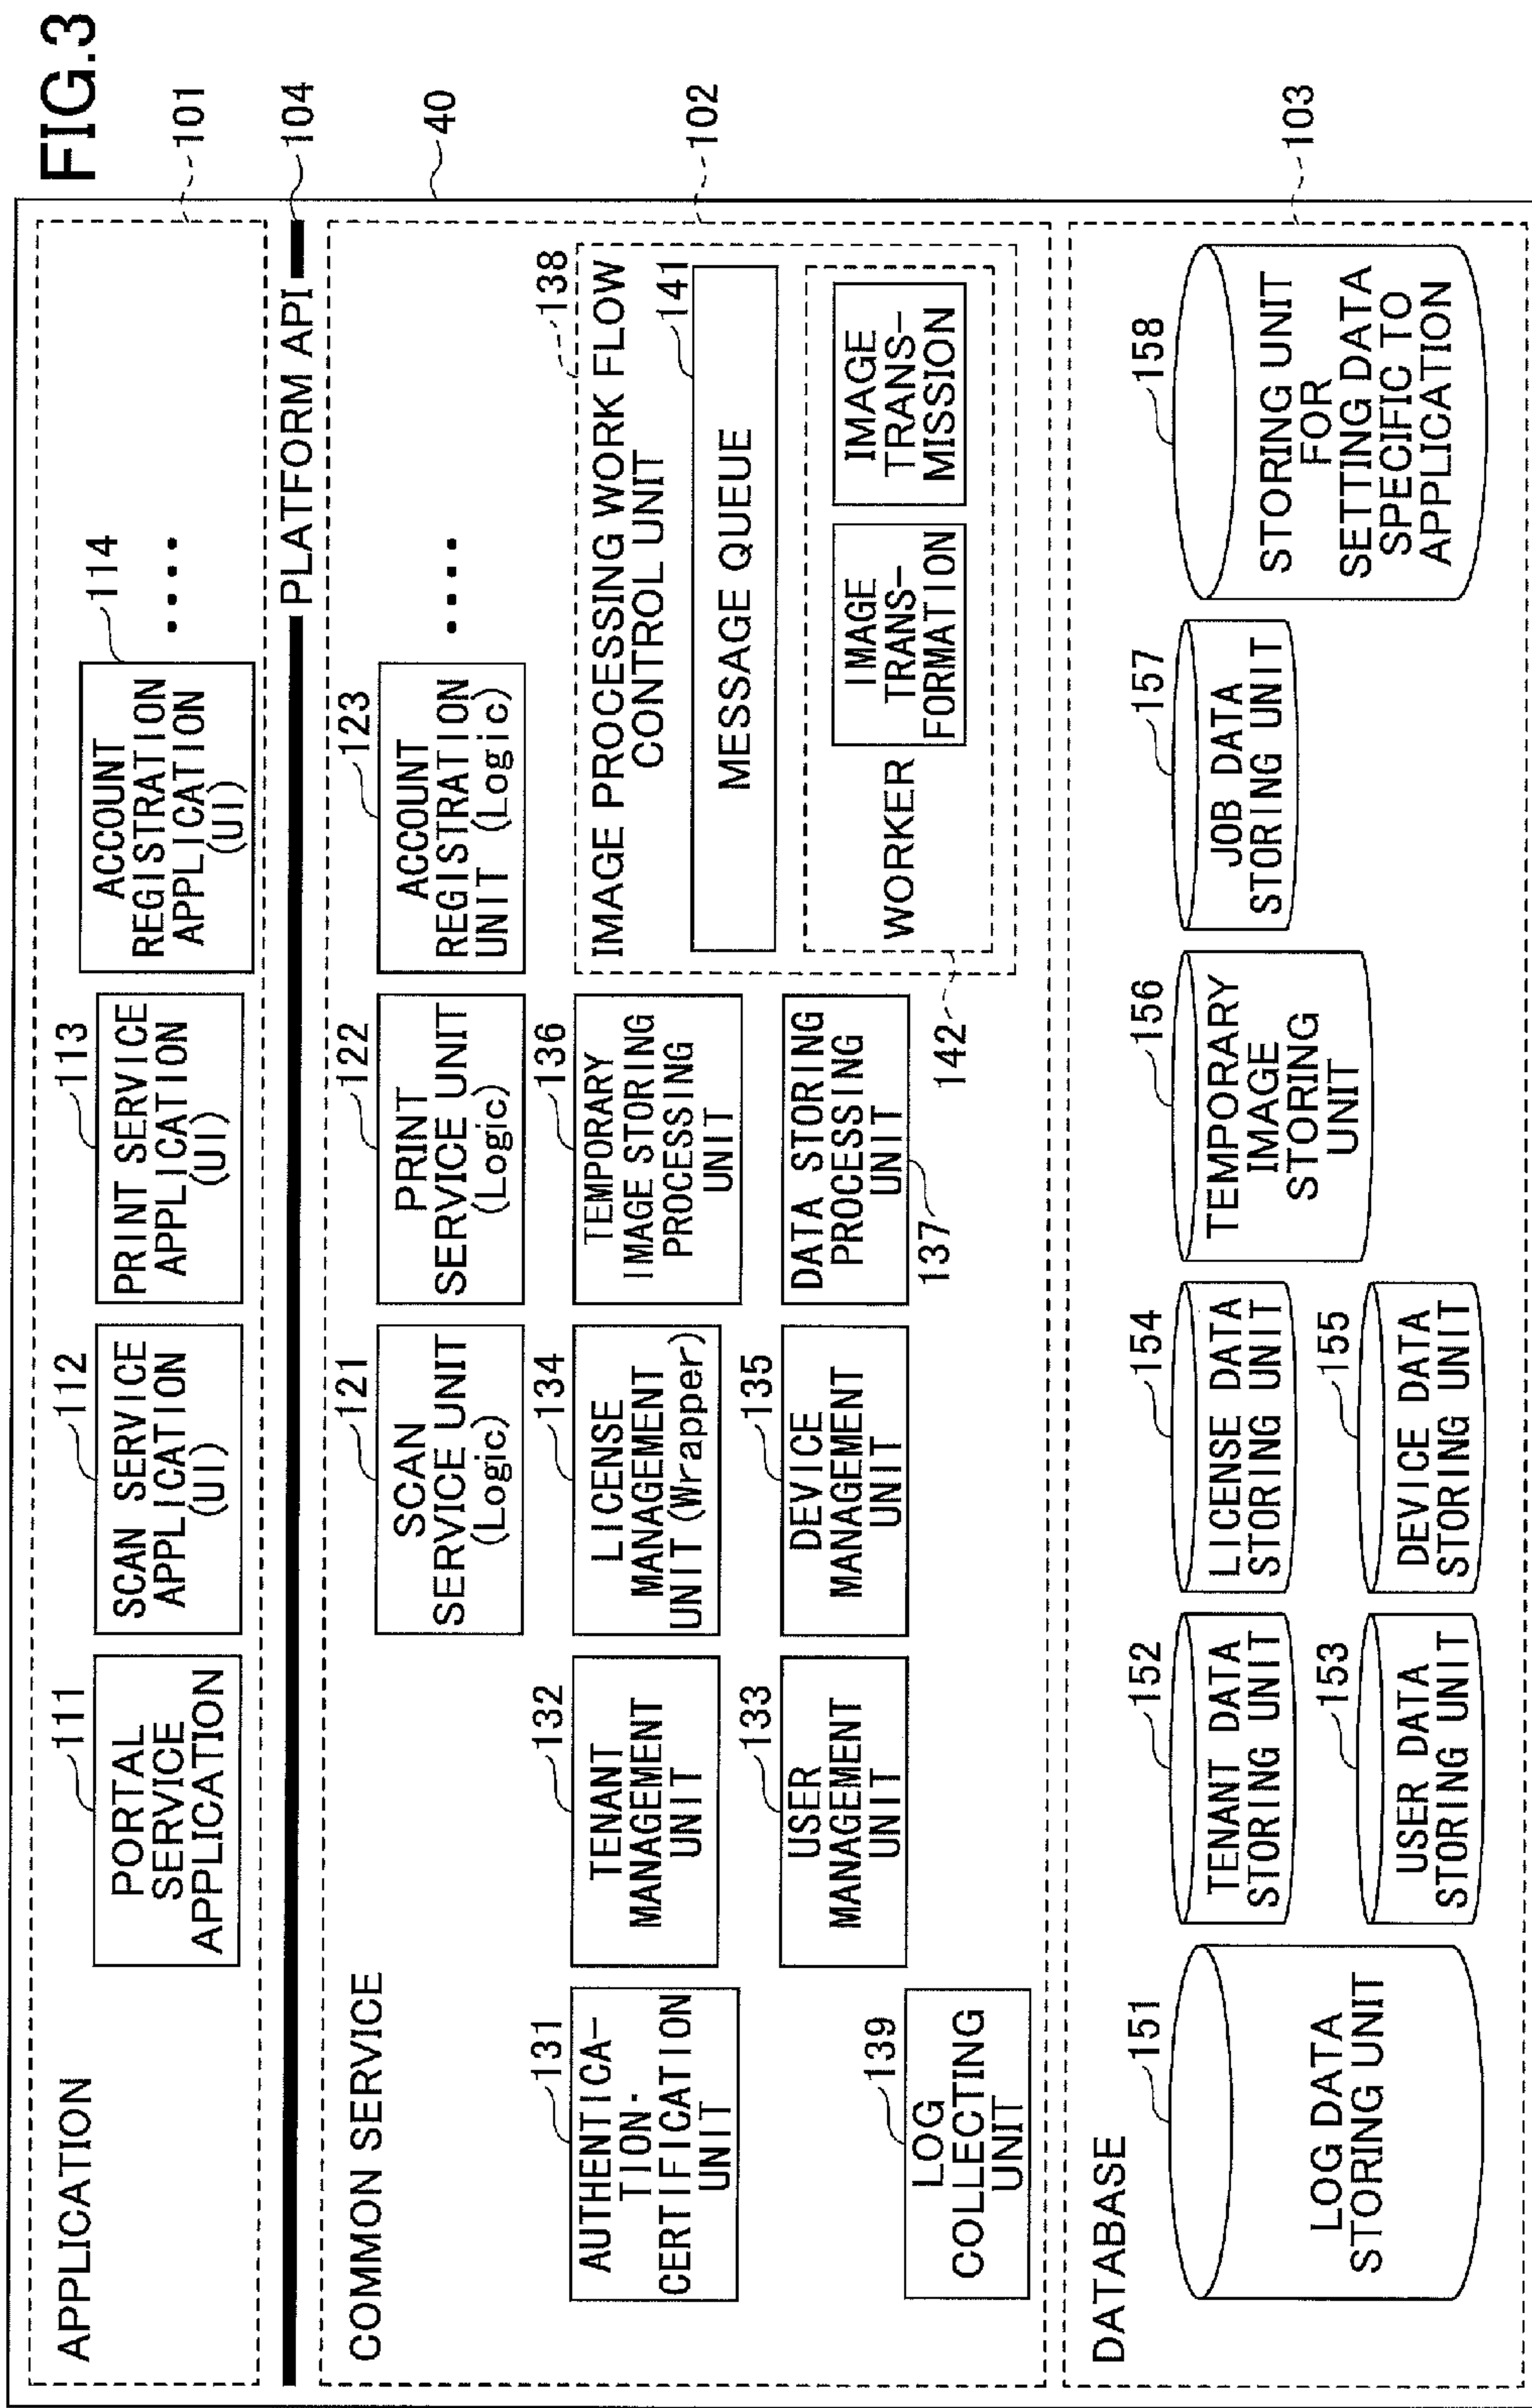 FIG.3
APPLICATION
101
111
PORTAL
SERVICE
APPLICATION
112
SCAN SERVICE
APPLICATION
(UI)
113
PRINT SERVICE
APPLICATION
(UI)
114
ACCOUNT
REGISTRATION
APPLICATION
(UI)
....
PLATFORM API
104
40
COMMON SERVICE
102
121
SCAN
SERVICE UNIT
(Logic)
122
PRINT
SERVICE UNIT
(Logic)
123
ACCOUNT
REGISTRATION
UNIT (Logic)
....
131
AUTHENTICA-
TION·
CERTIFICATION
UNIT
132
TENANT
MANAGEMENT
UNIT
134
LICENSE
MANAGEMENT
UNIT (Wrapper)
136
TEMPORARY
IMAGE STORING
PROCESSING
UNIT
138
IMAGE PROCESSING WORK FLOW
CONTROL UNIT
141
MESSAGE QUEUE
WORKER
IMAGE
TRANS-
FORMATION
IMAGE
TRANS-
MISSION
142
139
LOG
COLLECTING
UNIT
133
USER
MANAGEMENT
UNIT
135
DEVICE
MANAGEMENT
UNIT
DATA STORING
PROCESSING
UNIT
137
DATABASE
103
151
LOG DATA
STORING UNIT
152
TENANT DATA
STORING UNIT
153
USER DATA
STORING UNIT
154
LICENSE DATA
STORING UNIT
155
DEVICE DATA
STORING UNIT
156
TEMPORARY
IMAGE
STORING
UNIT
157
JOB DATA
STORING UNIT
158
STORING UNIT
FOR
SETTING DATA
SPECIFIC TO
APPLICATION